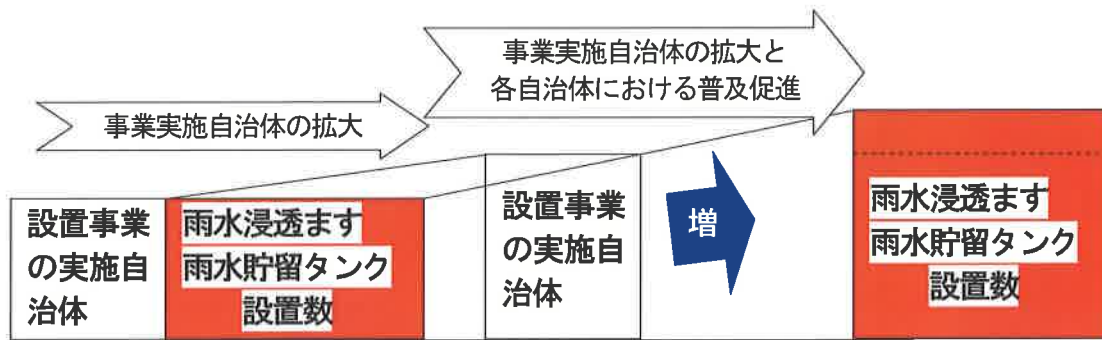 事業実施自治体の拡大と
各自治体における普及促進
事業実施自治体の拡大
設置事業
の実施自
治体
雨水浸透ます
雨水貯留タンク
設置数
設置事業
の実施自
治体
増
雨水浸透ます
雨水貯留タンク
設置数